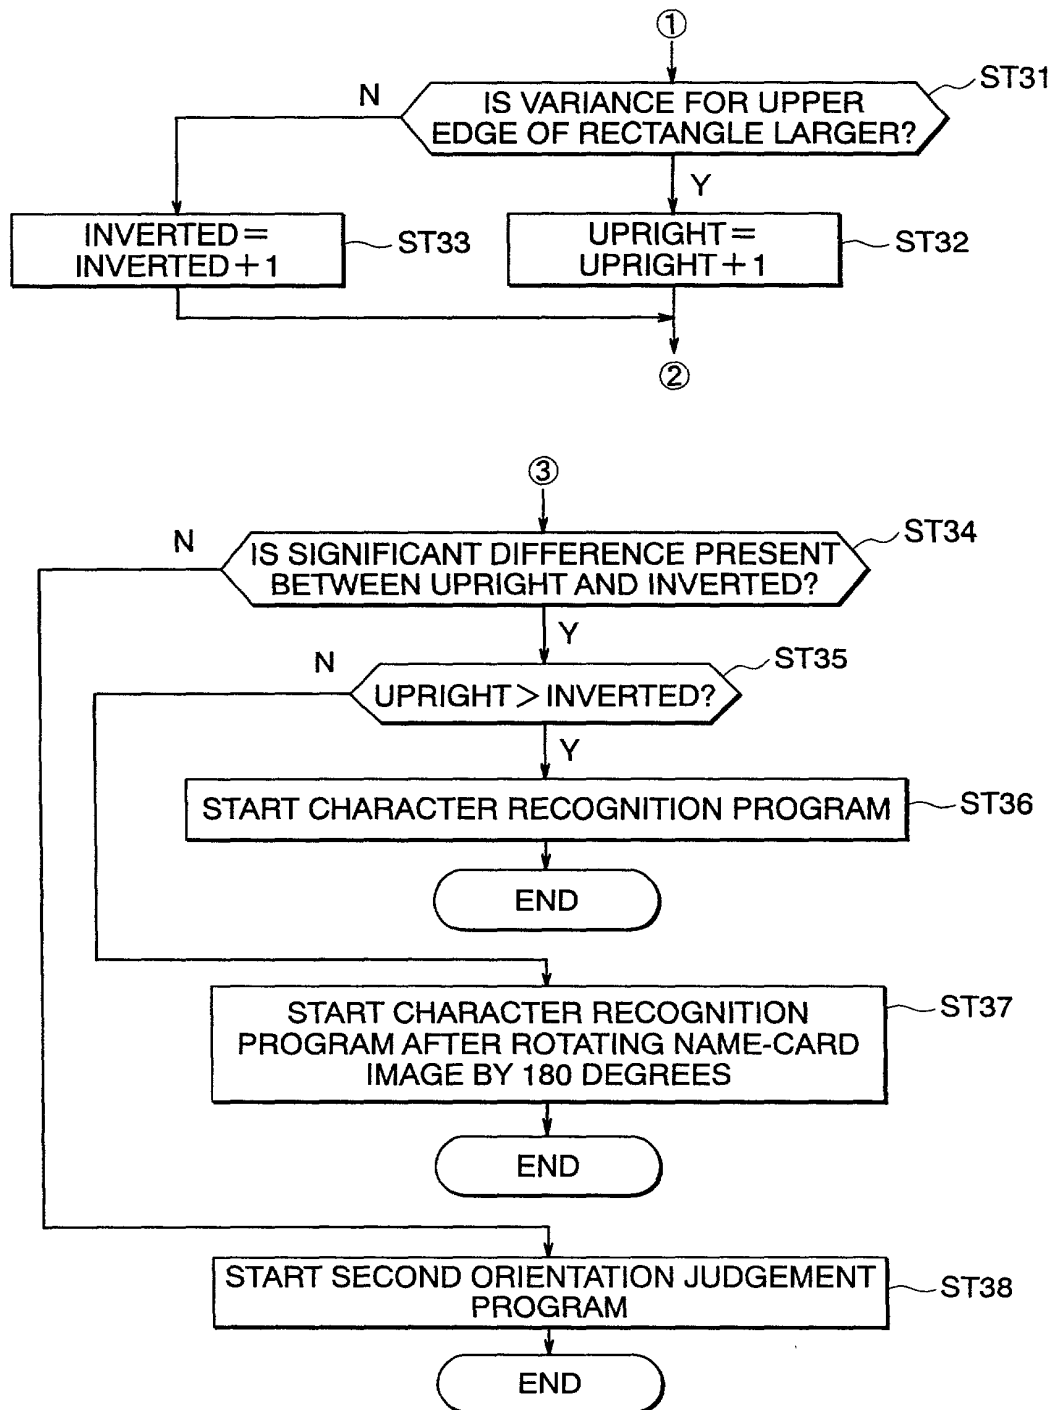 ①
ST31
N
IS VARIANCE FOR UPPER
EDGE OF RECTANGLE LARGER?
Y
INVERTED=
INVERTED+1
ST33
UPRIGHT=
UPRIGHT+1
ST32
②
③
N
ST34
IS SIGNIFICANT DIFFERENCE PRESENT
BETWEEN UPRIGHT AND INVERTED?
Y
N
ST35
UPRIGHT>INVERTED?
Y
START CHARACTER RECOGNITION PROGRAM
ST36
END
START CHARACTER RECOGNITION
PROGRAM AFTER ROTATING NAME-CARD
IMAGE BY 180 DEGREES
ST37
END
START SECOND ORIENTATION JUDGEMENT
PROGRAM
ST38
END